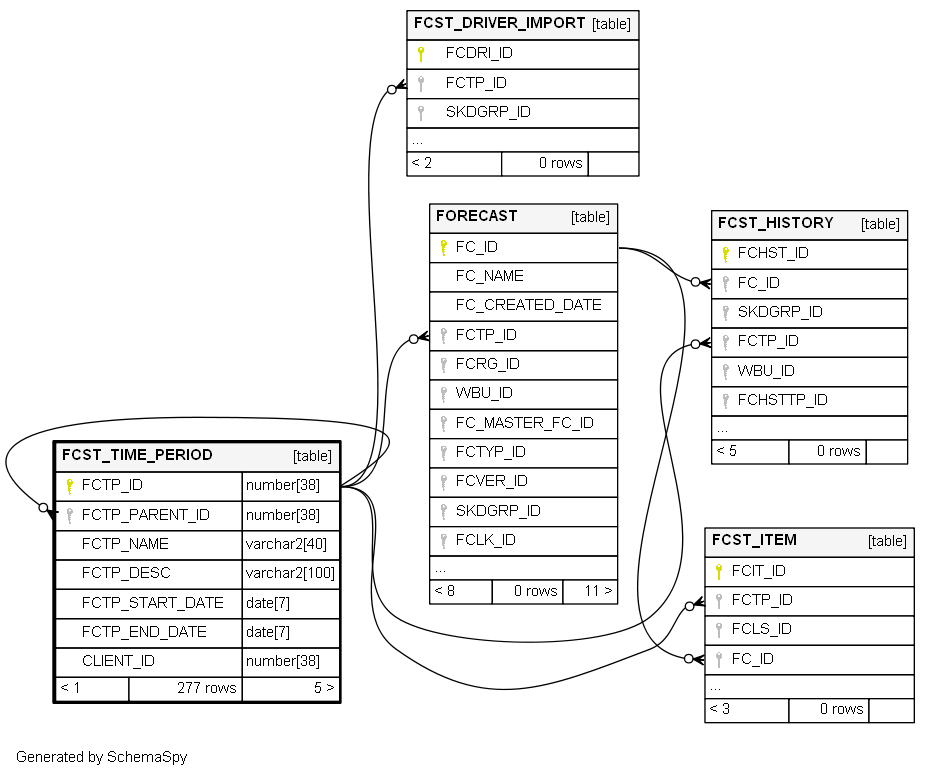 FCST_DRIVER_IMPORT [table]
FCDRI_ID
FCTP_ID
SKDGRP_ID
...
< 2 0 rows
FORECAST [table]
FC_ID
FC_NAME
FC_CREATED_DATE
FCTP_ID
FCRG_ID
WBU_ID
FC_MASTER_FC_ID
FCTYP_ID
FCVER_ID
SKDGRP_ID
FCLK_ID
...
< 8 0 rows 11 >
FCST_HISTORY [table]
FCHST_ID
FC_ID
SKDGRP_ID
FCTP_ID
WBU_ID
FCHSTTP_ID
...
< 5 0 rows
FCST_TIME_PERIOD [table]
FCTP_ID number[38]
FCTP_PARENT_ID number[38]
FCTP_NAME varchar2[40]
FCTP_DESC varchar2[100]
FCTP_START_DATE date[7]
FCTP_END_DATE date[7]
CLIENT_ID number[38]
< 1 277 rows 5 >
FCST_ITEM [table]
FCIT_ID
FCTP_ID
FCLS_ID
FC_ID
...
< 3 0 rows
Generated by SchemaSpy